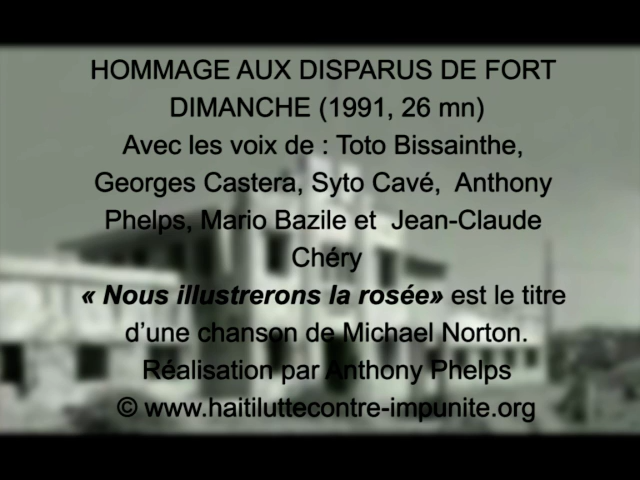 HOMMAGE AUX DISPARUS DE FORT
DIMANCHE (1991, 26 mn)
Avec les voix de : Toto Bissainthe,
Georges Castera, Syto Cavé, Anthony
Phelps, Mario Bazile et Jean-Claude
Chéry
« Nous illustrerons la rosée» est le titre
d’une chanson de Michael Norton.
Réalisation par Anthony Phelps
© www.haitiluttecontre-impunite.org